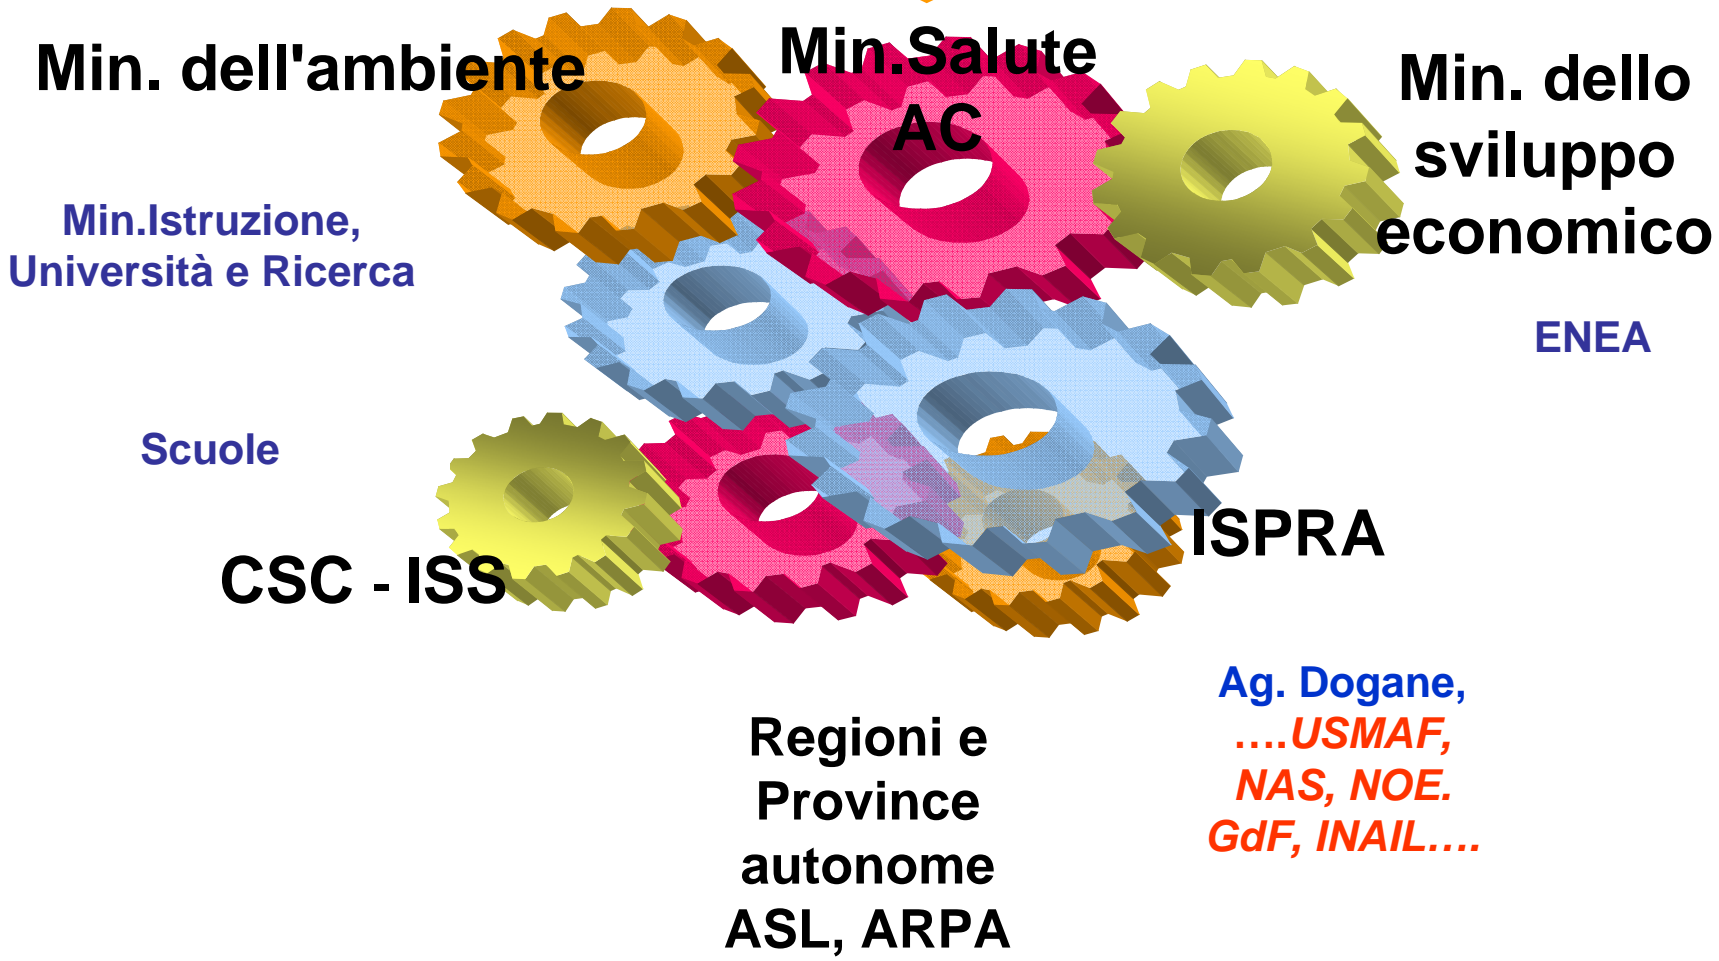 Min. dell'ambiente
Min.Salute
AC
Min. dello
sviluppo
economico
Min.Istruzione,
Università e Ricerca
ENEA
Scuole
CSC - ISS
ISPRA
Ag. Dogane,
....USMAF,
NAS, NOE.
GdF, INAIL....
Regioni e
Province
autonome
ASL, ARPA